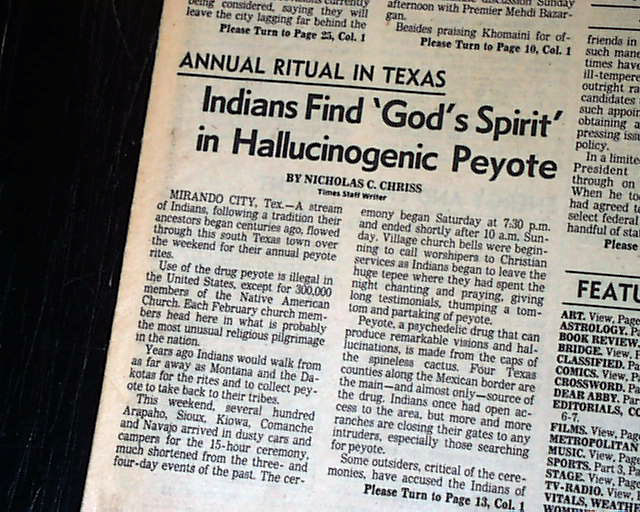 being considered, saying they will
leave the city lagging far behind the
Please Turn to Page 25, Col. 1
afternoon with Premier Mehdi Bazar-
gan.
Besides praising Khomaini for of-
Please Turn to Page 10, Col. 1
ANNUAL RITUAL IN TEXAS
Indians Find 'God's Spirit'
in Hallucinogenic Peyote
BY NICHOLAS C. CHRISS
Times Staff Writer
MIRANDO CITY, Tex.—A stream
of Indians, following a tradition their
ancestors began centuries ago, flowed
through this south Texas town over
the weekend for their annual peyote
rites.
Use of the drug peyote is illegal in
the United States, except for 300,000
members of the Native American
Church. Each February church mem-
bers head here in what is probably
the most unusual religious pilgrimage
in the nation.
Years ago Indians would walk from
as far away as Montana and the Da-
kotas for the rites and to collect pey-
ote to take back to their tribes.
This weekend, several hundred
Arapaho, Sioux, Kiowa, Comanche
and Navajo arrived in dusty cars and
campers for the 15-hour ceremony,
much shortened from the three- and
four-day events of the past. The cer-
emony began Saturday at 7:30 p.m.
and ended shortly after 10 a.m. Sun-
day. Village church bells were begin-
ning to call worshipers to Christian
services as Indians began to leave the
huge tepee where they had spent the
night chanting and praying, giving
long testimonials, thumping a tom-
tom and partaking of peyote.
Peyote, a psychedelic drug that can
produce remarkable visions and hal-
lucinations, is made from the caps of
the spineless cactus. Four Texas
counties along the Mexican border are
the main—and almost only—source of
the drug. Indians once had open ac-
cess to the area, but more and more
ranches are closing their gates to any
intruders, especially those searching
for peyote.
Some outsiders, critical of the cere-
monies, have accused the Indians of
Please Turn to Page 13, Col. 1
friends in
such mane
times have
ill-tempere
outright ra
candidates
such appoin
obtaining a
pressing iss
policy.
In a limite
President
through on
When he to
had agreed t
select federal
handful of stat
Please
FEATU
ART. View, Page
ASTROLOGY. P
BOOK REVIEW.
BRIDGE. View, P
CLASSIFIED. Pa
COMICS. View, P
CROSSWORD. P
DEAR ABBY. Par
EDITORIALS, CO
6-7.
FILMS. View, Pag
METROPOLITAN
MUSIC. View, Pag
SPORTS. Part 3, Pa
STAGE. View, Page
TV-RADIO. View,
VITALS, WEATHE